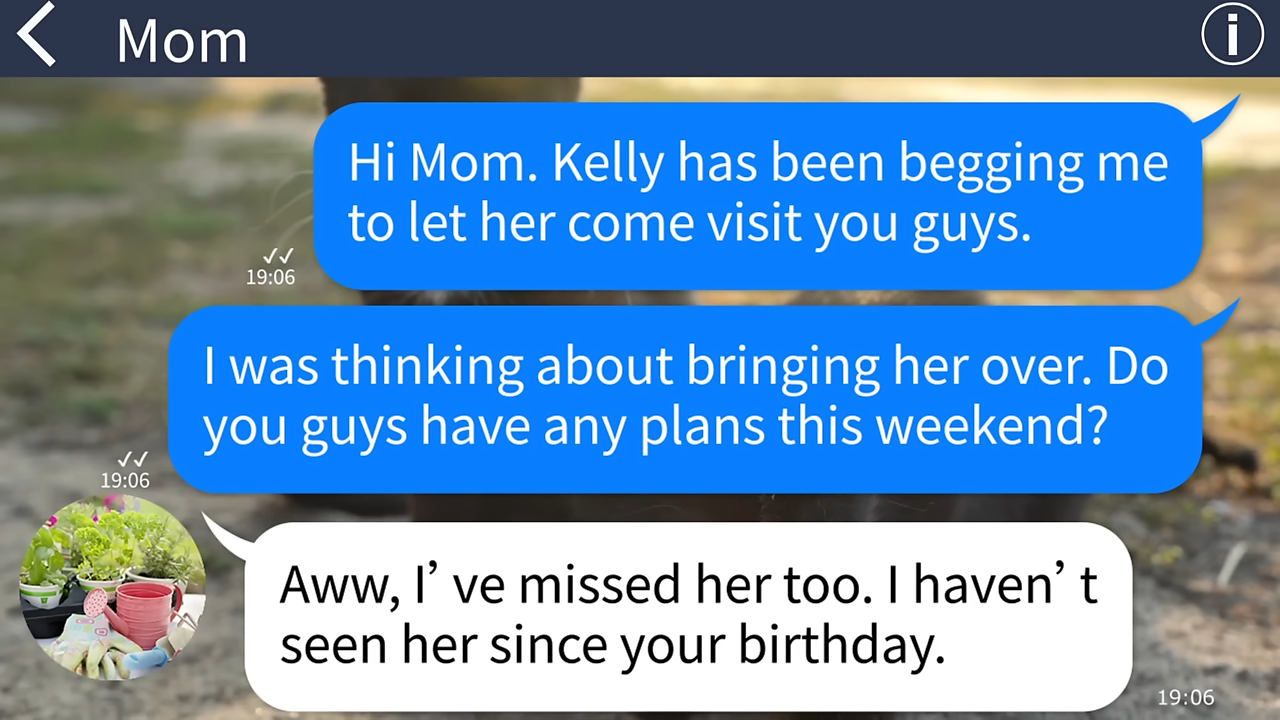 Mom
Hi Mom. Kelly has been begging me
to let her come visit you guys.
19:06
I was thinking about bringing her over. Do
you guys have any plans this weekend?
19:06
Aww, I’ve missed her too. I haven’t
seen her since your birthday.
19:06